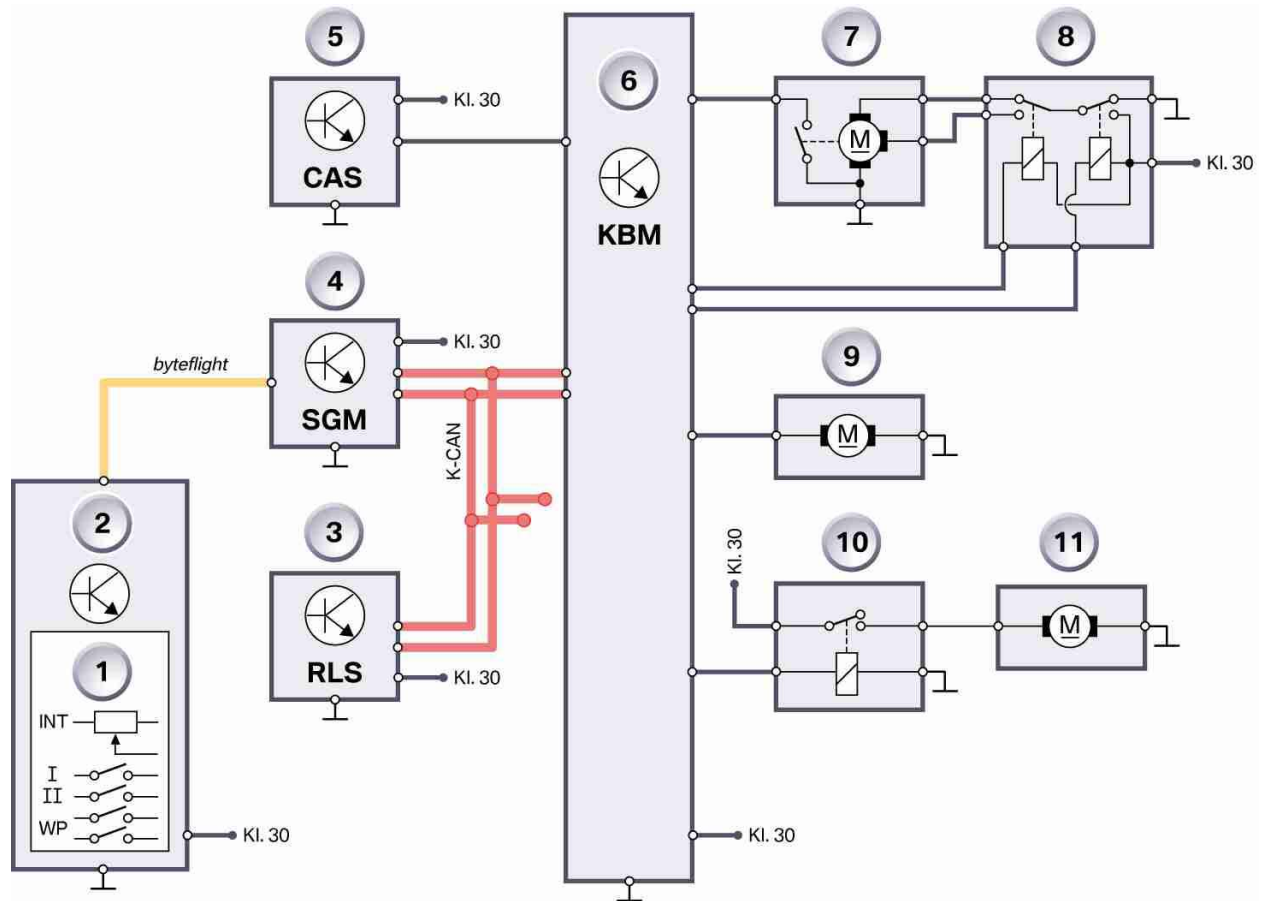 5
CAS
Kl. 30
6
KBM
7
M
8
Kl. 30
4
SGM
Kl. 30
byteflight
K-CAN
9
M
3
RLS
Kl. 30
2
1
INT
I
II
WP
Kl. 30
10
Kl. 30
11
M
Kl. 30